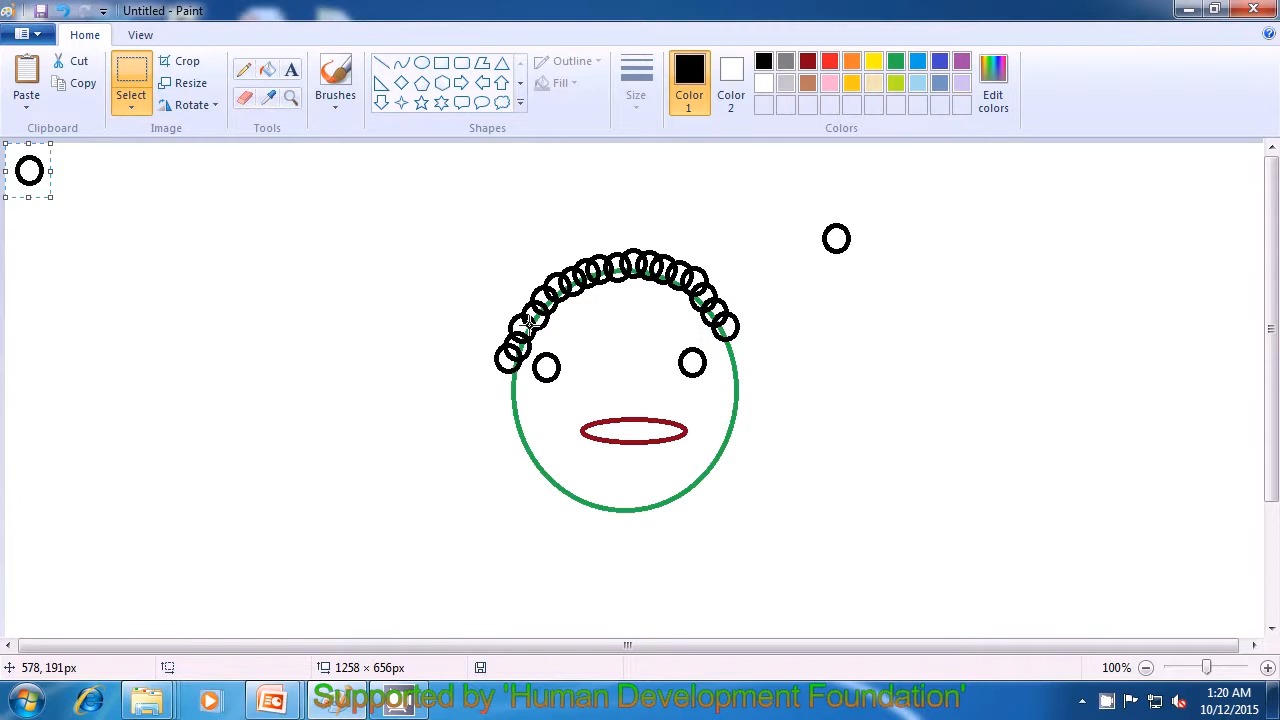 Untitled - Paint
Home View
Paste
Cut
Copy
Clipboard
Select
Crop
Resize
Rotate
Image
A
Tools
Brushes
Outline
Fill
Shapes
Size
Color 1
Color 2
Edit colors
Colors
578, 191px
1258 × 656px
100%
Supported by 'Human Development Foundation'
1:20 AM
10/12/2015